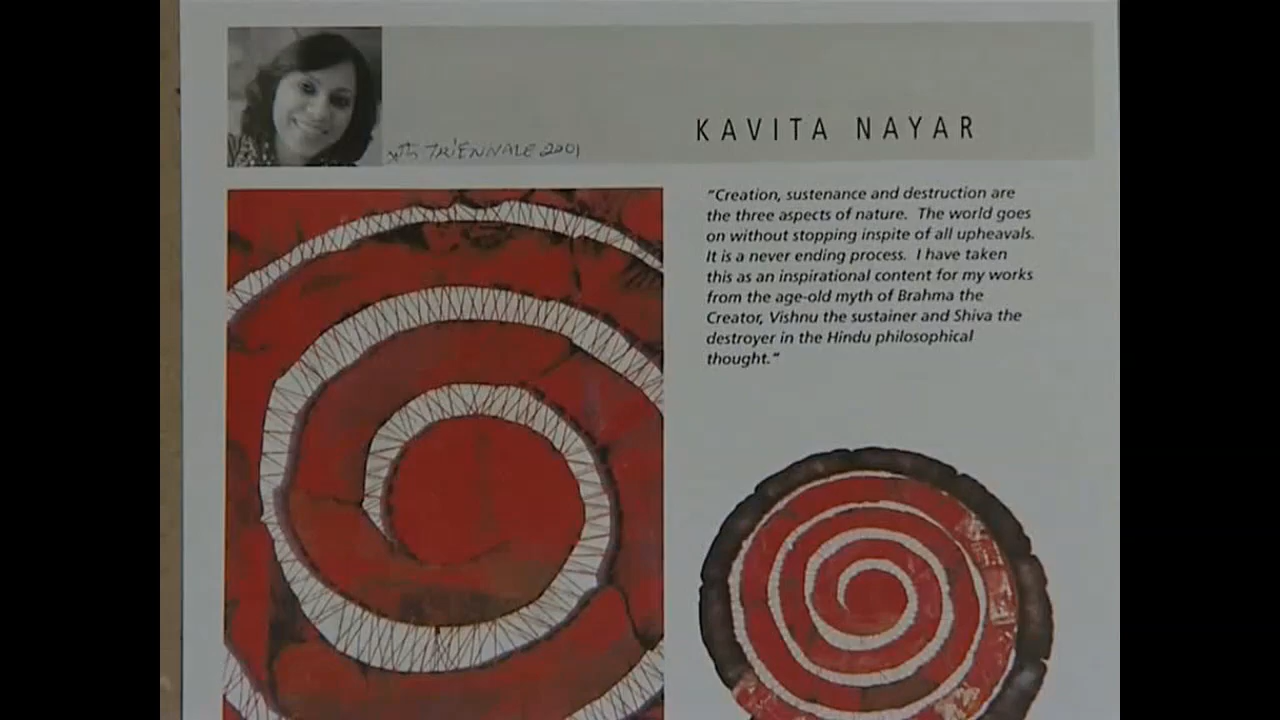 KAVITA NAYAR
TRIENNALE 2001
"Creation, sustenance and destruction are
the three aspects of nature. The world goes
on without stopping inspite of all upheavals.
It is a never ending process. I have taken
this as an inspirational content for my works
from the age-old myth of Brahma the
Creator, Vishnu the sustainer and Shiva the
destroyer in the Hindu philosophical
thought."